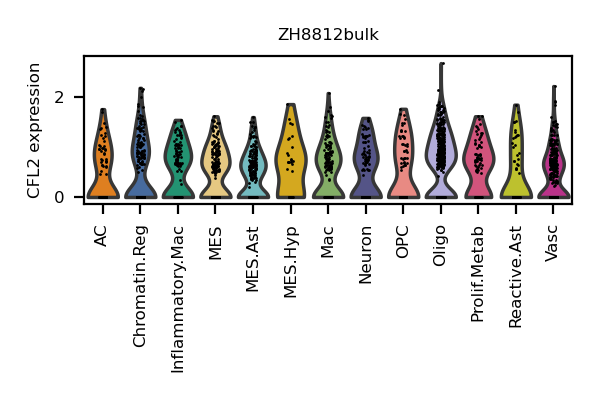 ZH8812bulk
CFL2 expression
2
0
AC
Chromatin.Reg
Inflammatory.Mac
MES
MES.Ast
MES.Hyp
Mac
Neuron
OPC
Oligo
Prolif.Metab
Reactive.Ast
Vasc